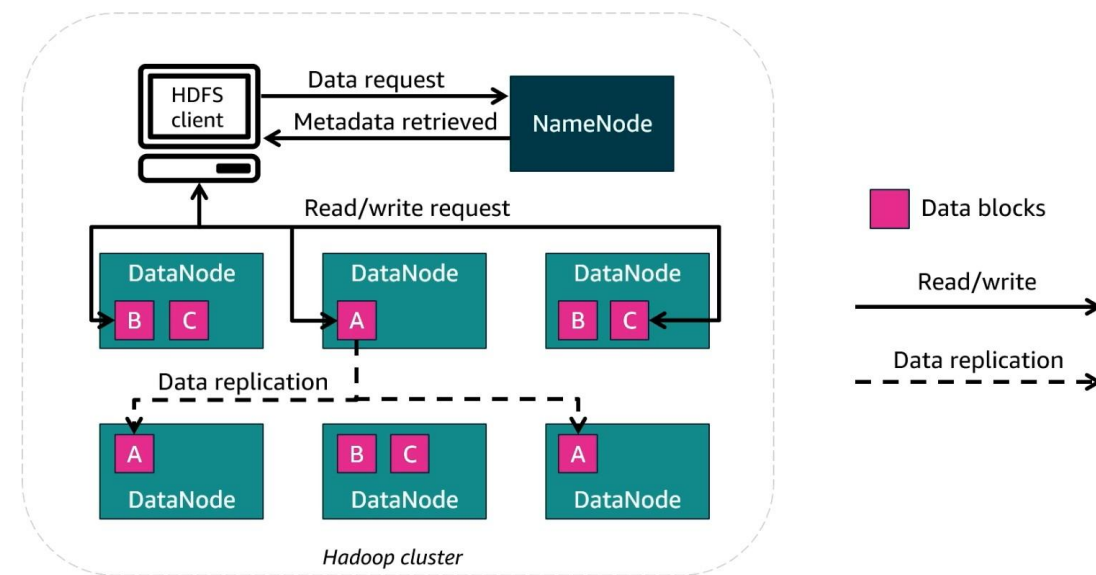 HDFS
client
Data request
Metadata retrieved
NameNode
Read/write request
DataNode
B C
DataNode
A
DataNode
B C
Data replication
A
DataNode
B C
DataNode
A
DataNode
Hadoop cluster
Data blocks
Read/write
Data replication